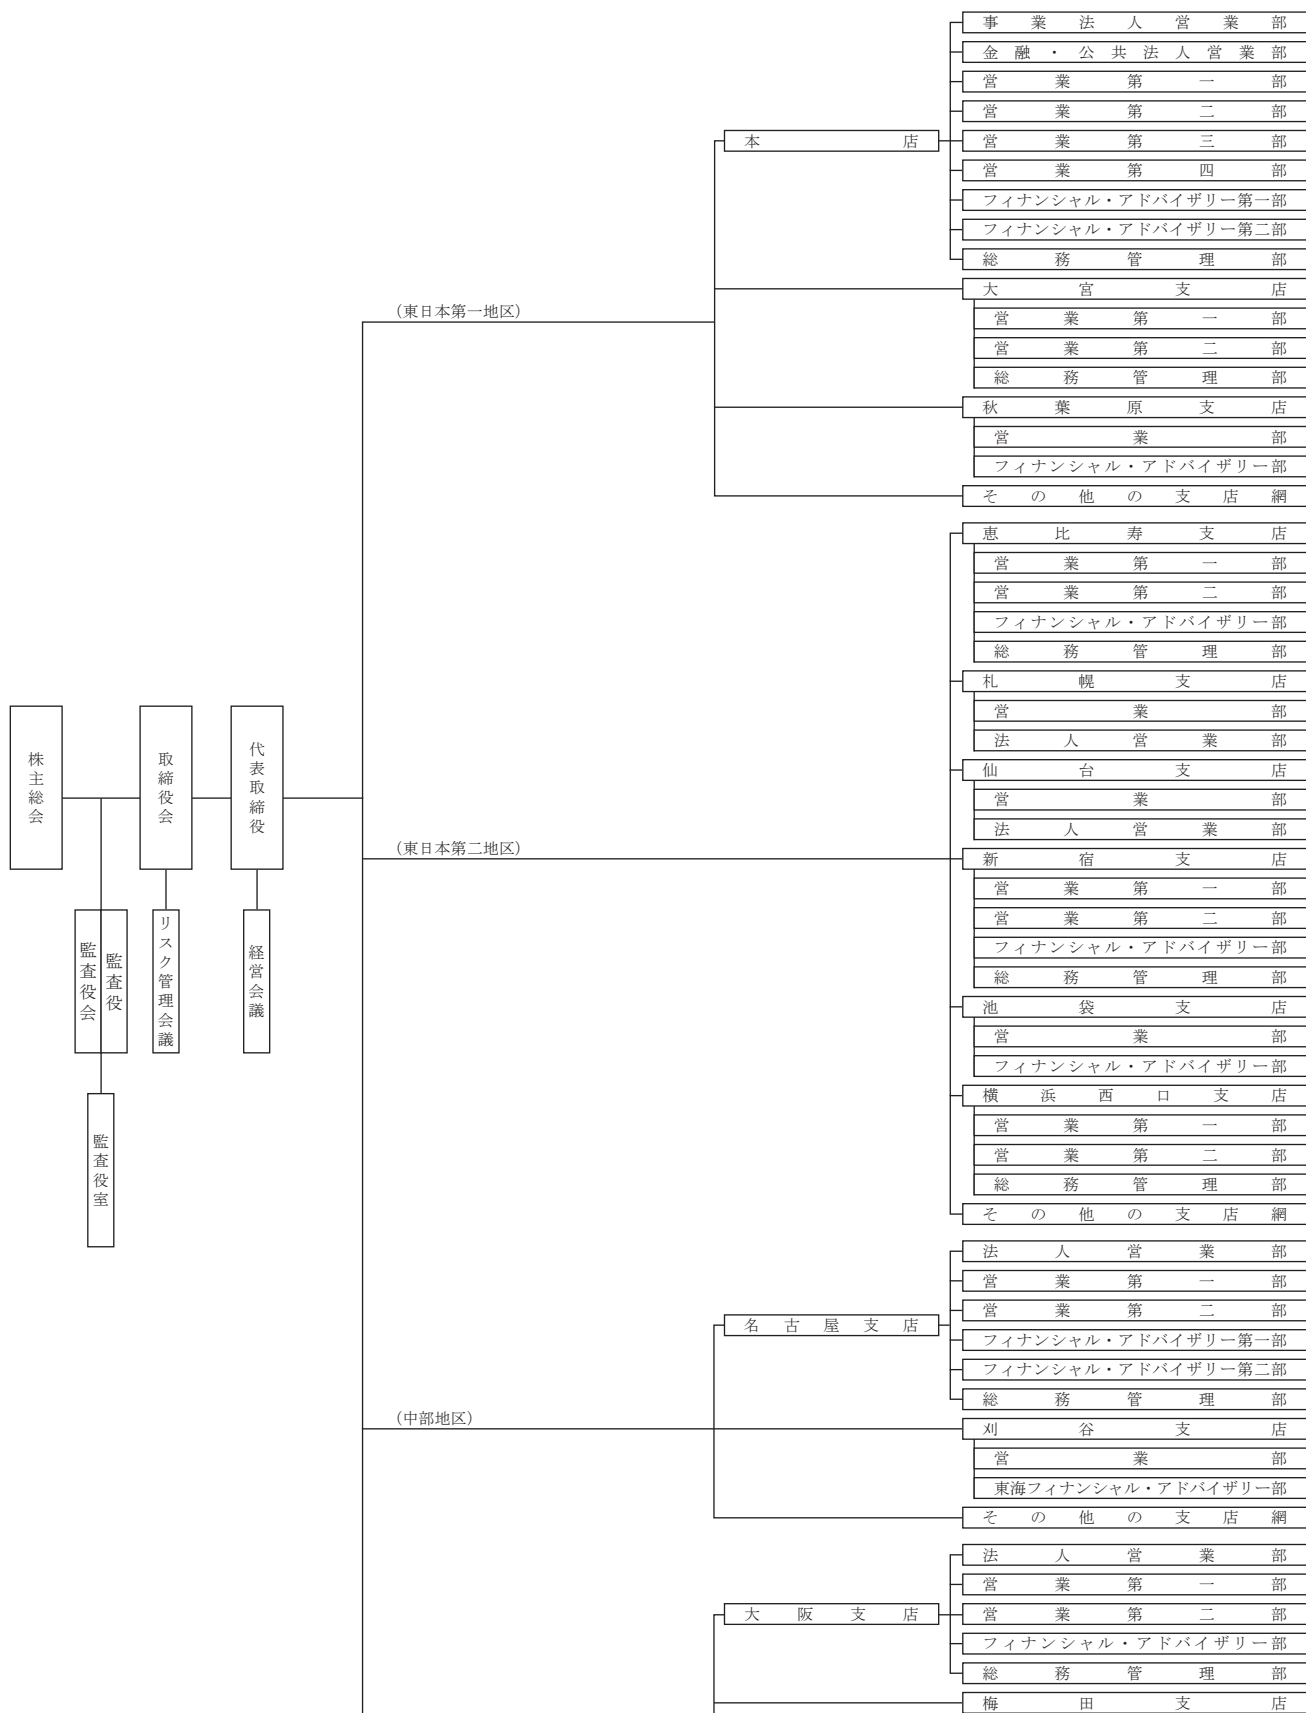 株主総会
監査役会
監査役
監査役室
取締役会
リスク管理会議
代表取締役
経営会議
（東日本第一地区）
本店
事業法人営業部
金融・公共法人営業部
営業第一部
営業第二部
営業第三部
営業第四部
フィナンシャル・アドバイザリー第一部
フィナンシャル・アドバイザリー第二部
総務管理部
大宮支店
営業第一部
営業第二部
総務管理部
秋葉原支店
営業部
フィナンシャル・アドバイザリー部
その他の支店網
（東日本第二地区）
恵比寿支店
営業第一部
営業第二部
フィナンシャル・アドバイザリー部
総務管理部
札幌支店
営業部
法人営業部
仙台支店
営業部
法人営業部
新宿支店
営業第一部
営業第二部
フィナンシャル・アドバイザリー部
総務管理部
池袋支店
営業部
フィナンシャル・アドバイザリー部
横浜西口支店
営業第一部
営業第二部
総務管理部
その他の支店網
（中部地区）
名古屋支店
法人営業部
営業第一部
営業第二部
フィナンシャル・アドバイザリー第一部
フィナンシャル・アドバイザリー第二部
総務管理部
刈谷支店
営業部
東海フィナンシャル・アドバイザリー部
その他の支店網
大阪支店
法人営業部
営業第一部
営業第二部
フィナンシャル・アドバイザリー部
総務管理部
梅田支店